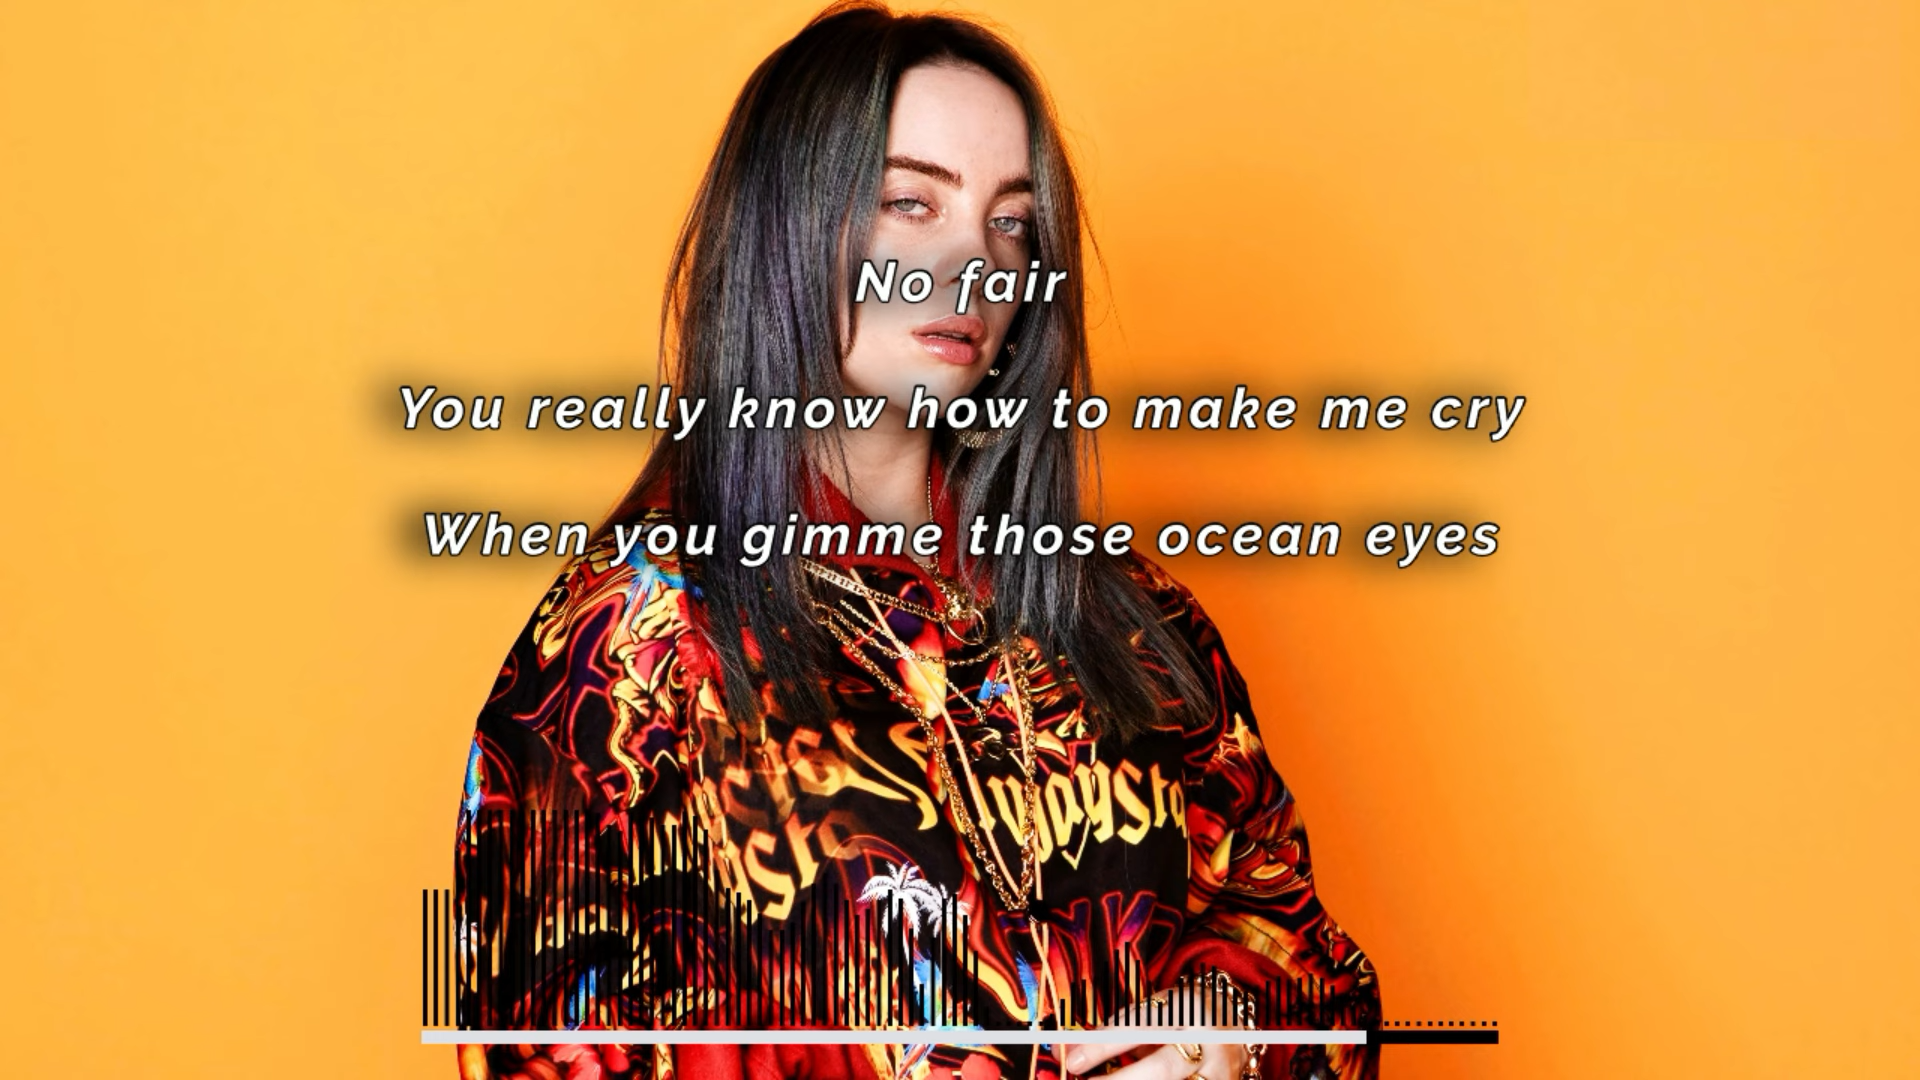 No fair
You really know how to make me cry
When you gimme those ocean eyes